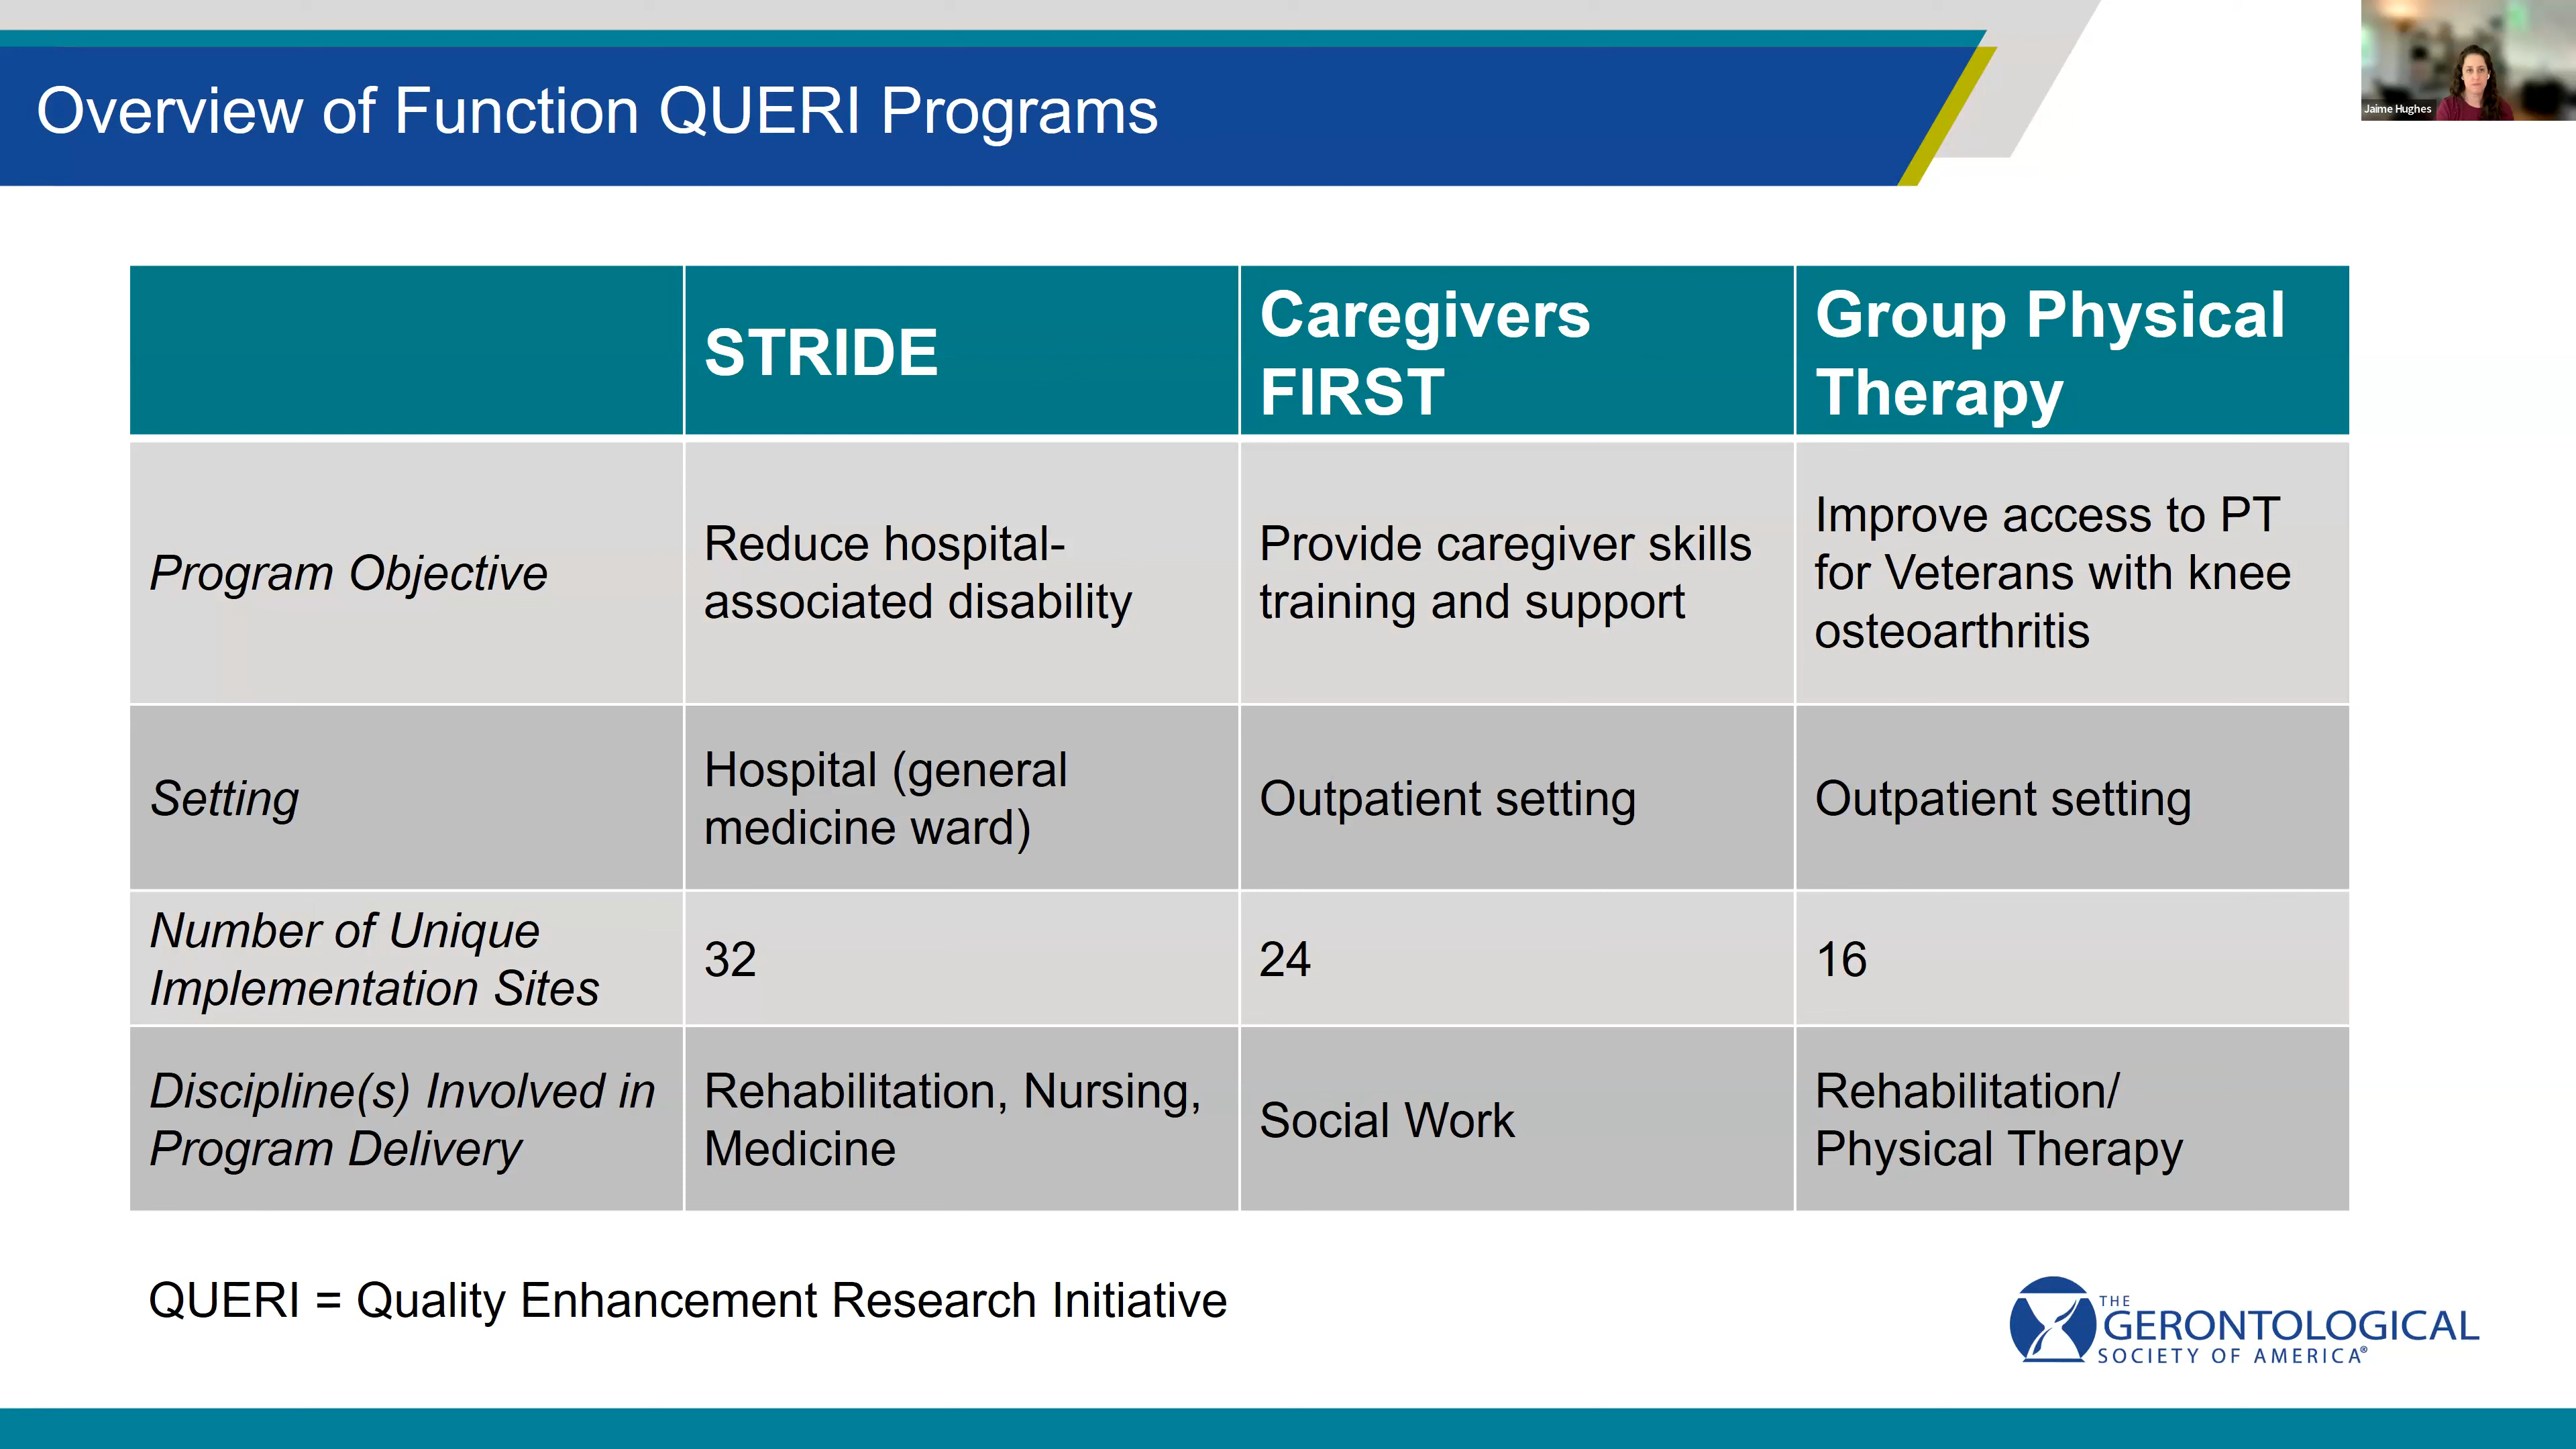 Overview of Function QUERI Programs
Jaime Hughes
STRIDE
Caregivers
FIRST
Group Physical
Therapy
Program Objective
Reduce hospital-
associated disability
Provide caregiver skills
training and support
Improve access to PT
for Veterans with knee
osteoarthritis
Setting
Hospital (general
medicine ward)
Outpatient setting
Outpatient setting
Number of Unique
Implementation Sites
32
24
16
Discipline(s) Involved in
Program Delivery
Rehabilitation, Nursing,
Medicine
Social Work
Rehabilitation/
Physical Therapy
QUERI = Quality Enhancement Research Initiative
THE
GERONTOLOGICAL
SOCIETY OF AMERICA®